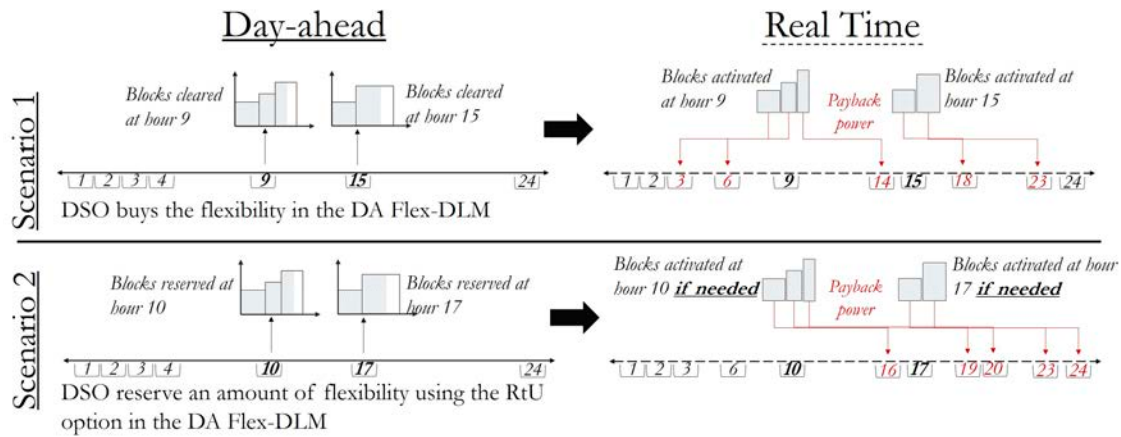 Day-ahead
Real Time
Scenario 1
Blocks cleared
at hour 9
Blocks cleared
at hour 15
Blocks activated
at hour 9
Payback
power
Blocks activated at
hour 15
1 2 3 4 9 15 24
1 2 3 6 9 14 15 18 23 24
DSO buys the flexibility in the DA Flex-DLM
Scenario 2
Blocks reserved at
hour 10
Blocks reserved at
hour 17
Blocks activated at
hour 10 if needed
Payback
power
Blocks activated at hour
17 if needed
1 2 3 4 10 17 24
1 2 3 6 10 16 17 19 20 23 24
DSO reserve an amount of flexibility using the RtU
option in the DA Flex-DLM